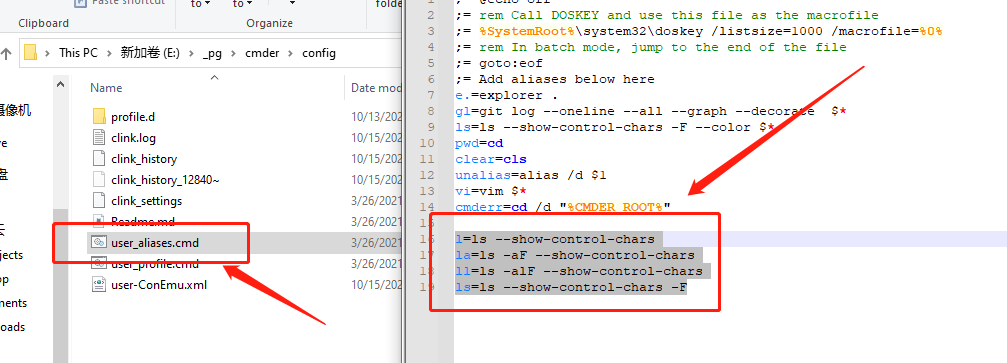 Paste shortcut
to
to
folder
Clipboard
Organize
This PC
新加卷 (E:)
_pg
cmder
config
Name
Date mod
profile.d
10/13/202
clink.log
10/15/202
clink_history
10/15/202
clink_history_12840~
10/15/202
clink_settings
3/26/2021
Readme.md
3/26/2021
user_aliases.cmd
3/26/2021
user_profile.cmd
3/26/2021
user-ConEmu.xml
10/15/202
摄像机
盘
ojects
ments
loads
1 ;= @echo off
2 ;= rem Call DOSKEY and use this file as the macrofile
3 ;= %SystemRoot%\system32\doskey /listsize=1000 /macrofile=%0%
4 ;= rem In batch mode, jump to the end of the file
5 ;= goto:eof
6 ;= Add aliases below here
7 e.=explorer .
8 gl=git log --oneline --all --graph --decorate  $*
9 ls=ls --show-control-chars -F --color $*
10 pwd=cd
11 clear=cls
12 unalias=alias /d $1
13 vi=vim $*
14 cmderr=cd /d "%CMDER_ROOT%"
15
16 l=ls --show-control-chars
17 la=ls -aF --show-control-chars
18 ll=ls -alF --show-control-chars
19 ls=ls --show-control-chars -F